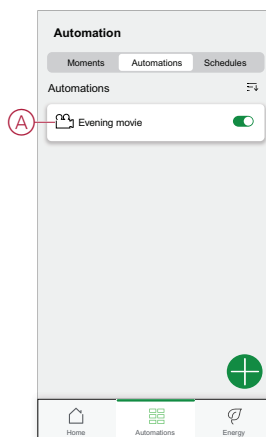 Automation
Moments Automations Schedules
Automations
A Evening movie
Home Automations Energy